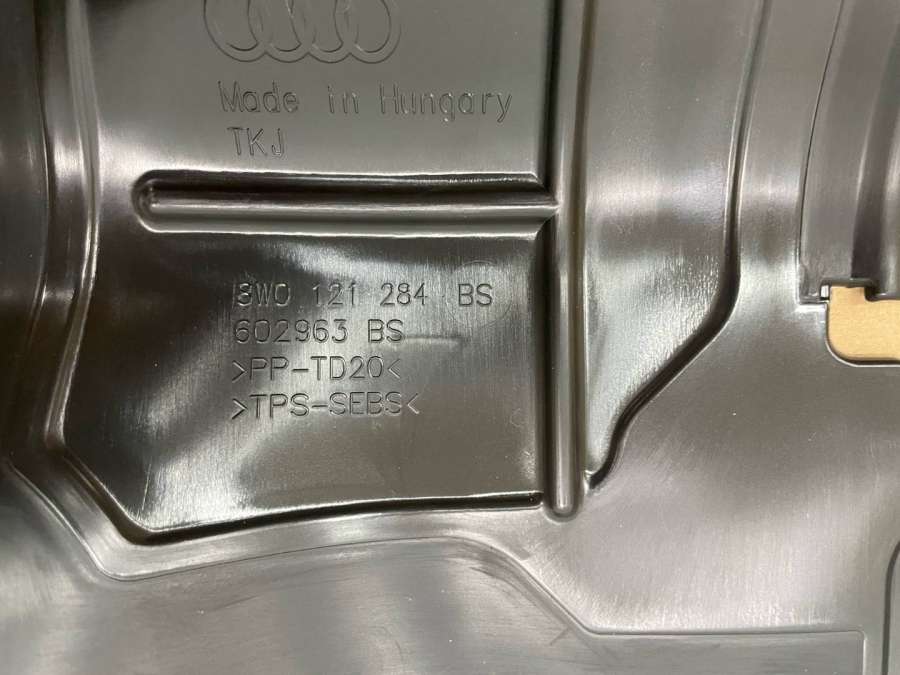 Made in Hungary
TKJ
8W0 121 284 BS
602963 BS
>PP-TD20<
>TPS-SEBS<